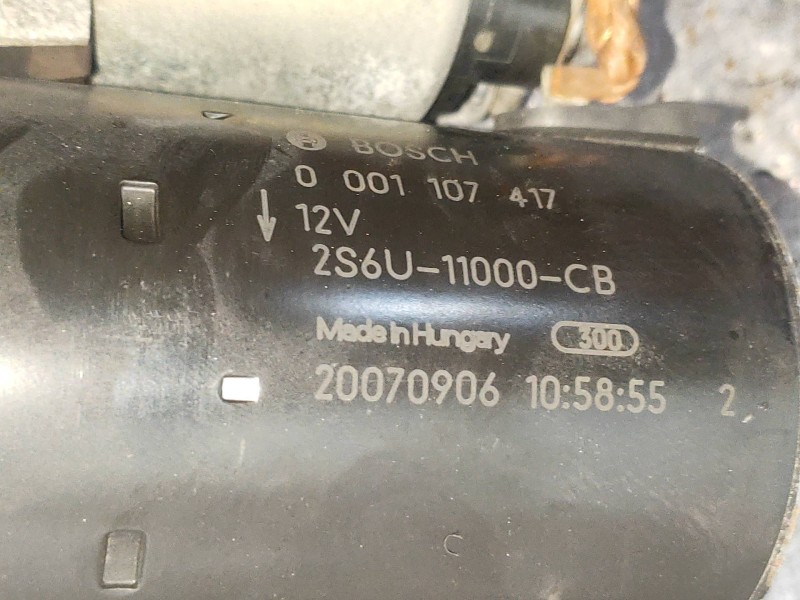 BOSCH
0 001 107 417
12V
2S6U-11000-CB
Made in Hungary 300
20070906 10:58:55 2
C